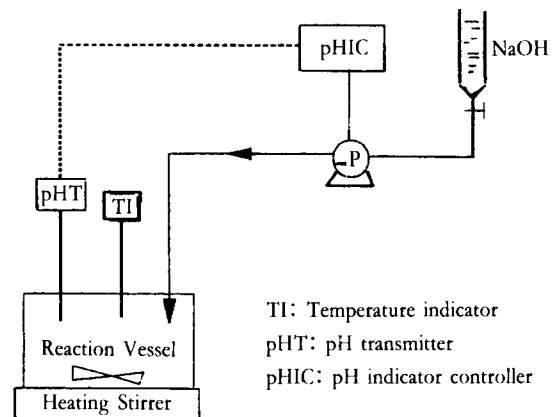 pHIC
NaOH
P
pHT
TI
TI: Temperature indicator
Reaction Vessel
pHT: pH transmitter
pHIC: pH indicator controller
Heating Stirrer